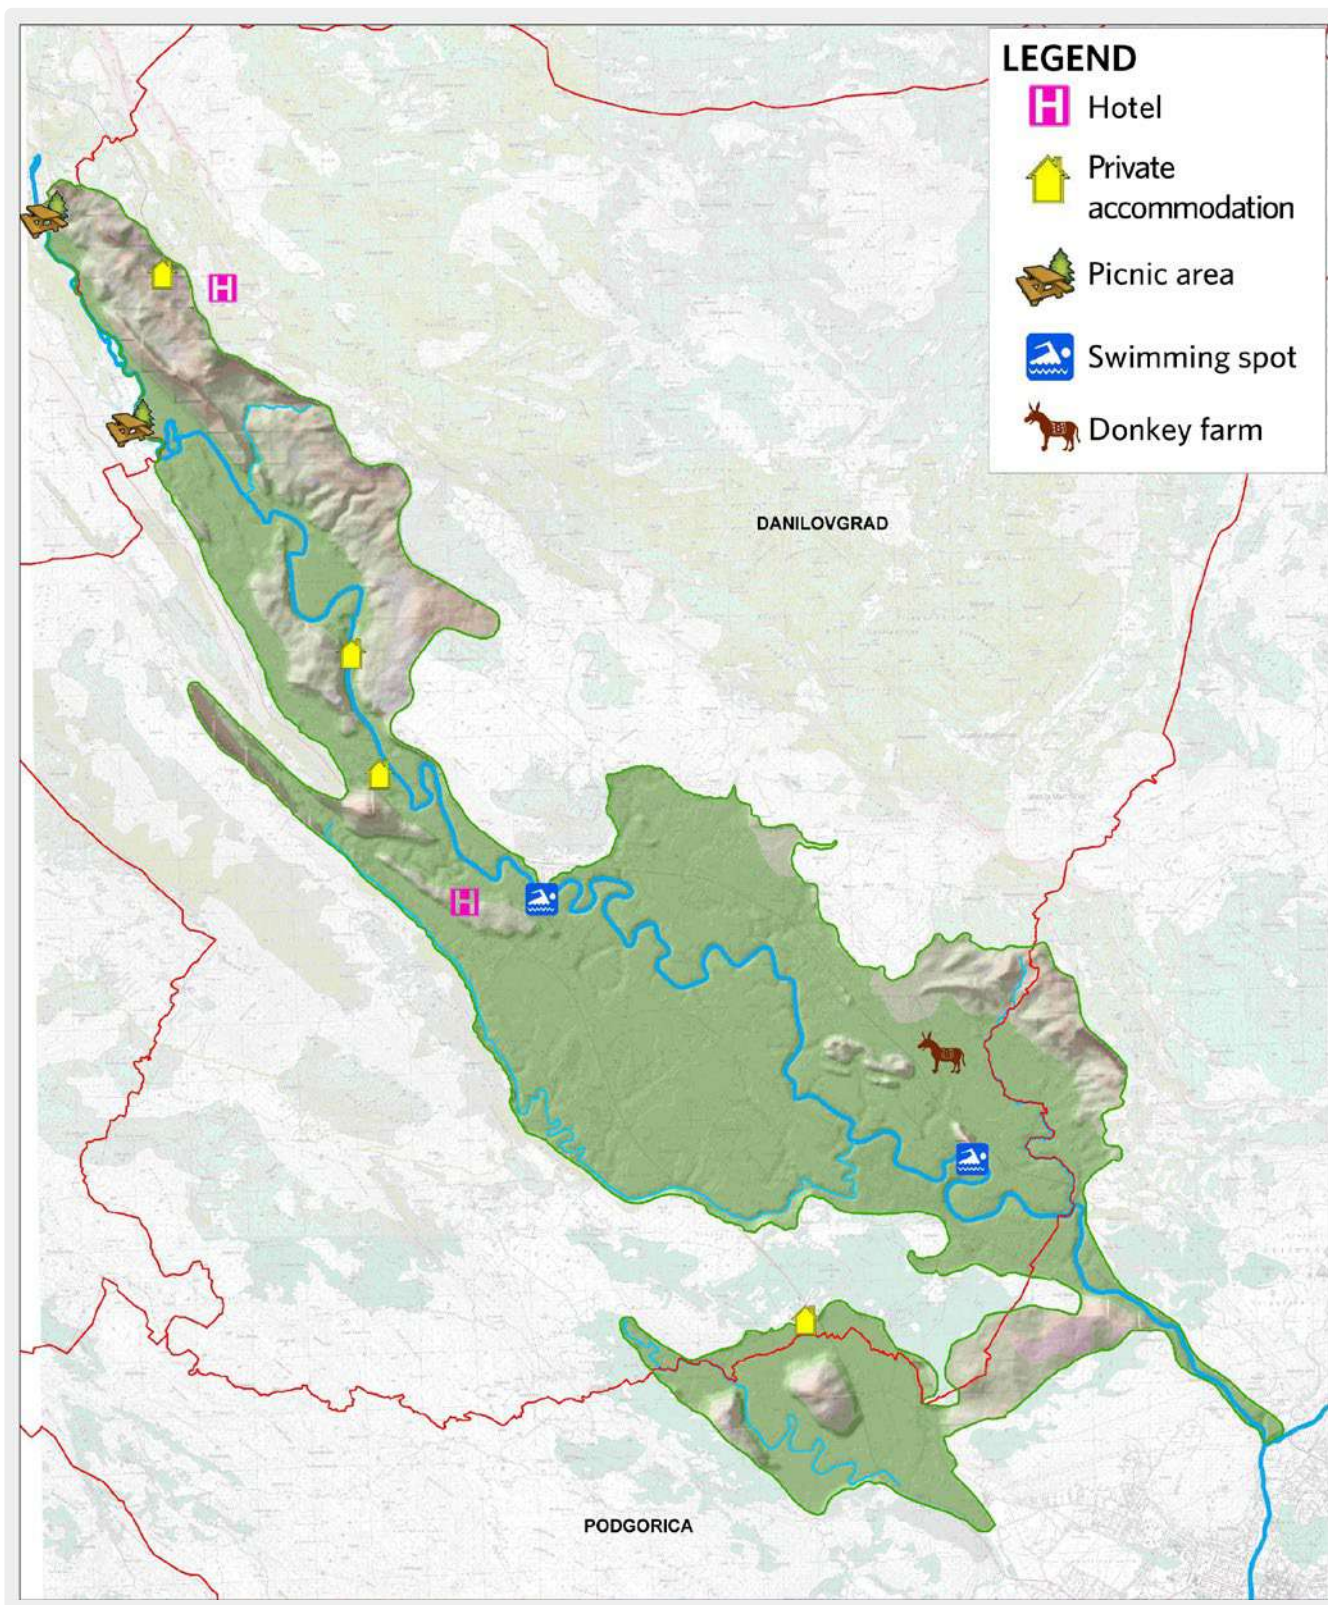 LEGEND
H Hotel
Private
accommodation
Picnic area
Swimming spot
Donkey farm
H
DANILOVGRAD
H
PODGORICA